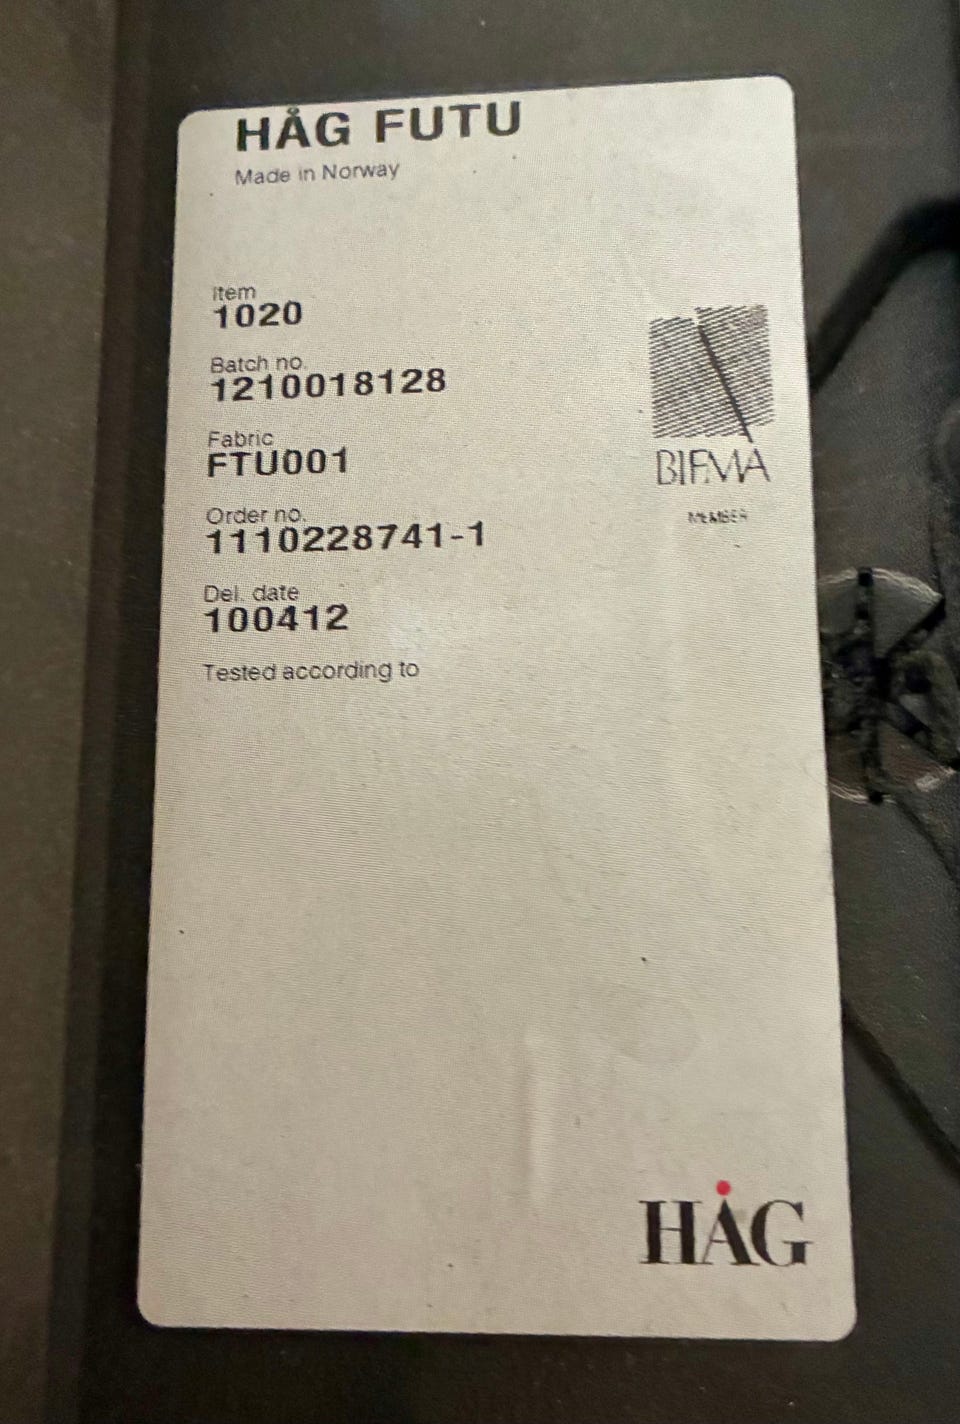 HÅG FUTU
Made in Norway
Item
1020
Batch no.
1210018128
Fabric
FTU001
Order no.
1110228741-1
Del. date
100412
Tested according to
BIFMA
MEMBER
HÅG